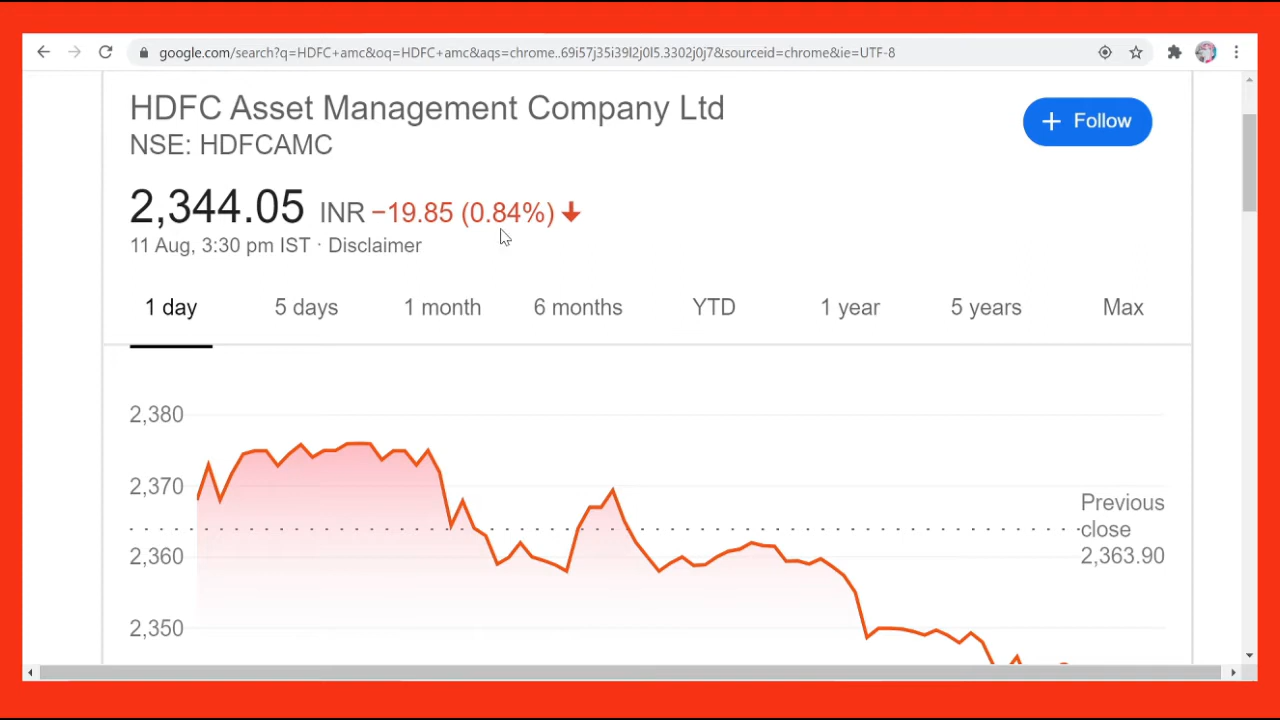 google.com/search?q=HDFC+amc&oq=HDFC+amc&aqs=chrome..69i57j35i39l2j0l5.3302j0j7&sourceid=chrome&ie=UTF-8
HDFC Asset Management Company Ltd
NSE: HDFCAMC
+ Follow
2,344.05 INR −19.85 (0.84%)
11 Aug, 3:30 pm IST · Disclaimer
1 day 5 days 1 month 6 months YTD 1 year 5 years Max
2,380
2,370
2,360
2,350
Previous
close
2,363.90